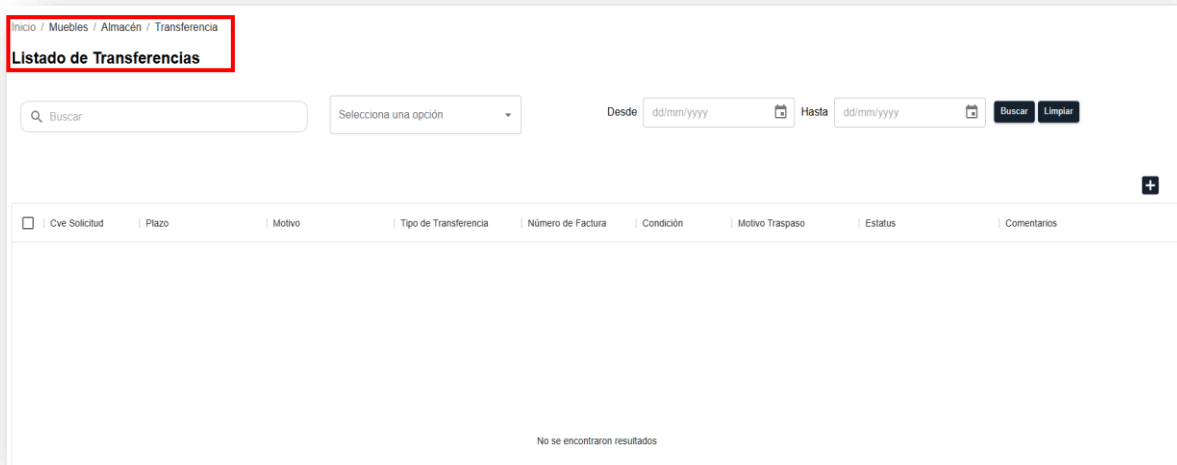 Inicio / Muebles / Almacén / Transferencia
Listado de Transferencias
Buscar
Selecciona una opción
Desde dd/mm/yyyy Hasta dd/mm/yyyy Buscar Limpiar
Cve Solicitud Plazo Motivo Tipo de Transferencia Número de Factura Condición Motivo Traspaso Estatus Comentarios
No se encontraron resultados